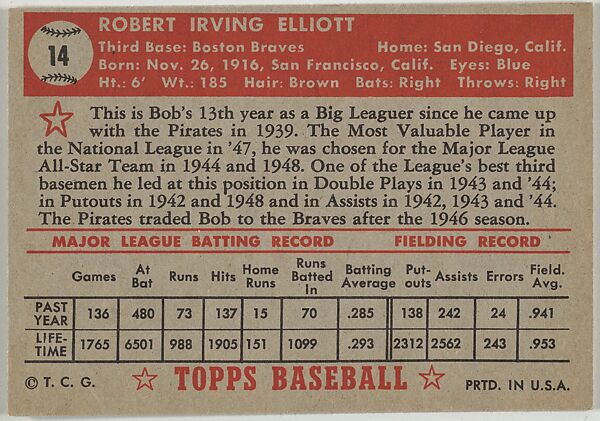 14
ROBERT IRVING ELLIOTT
Third Base: Boston Braves Home: San Diego, Calif.
Born: Nov. 26, 1916, San Francisco, Calif. Eyes: Blue
Ht.: 6' Wt.: 185 Hair: Brown Bats: Right Throws: Right
This is Bob's 13th year as a Big Leaguer since he came up
with the Pirates in 1939. The Most Valuable Player in
the National League in '47, he was chosen for the Major League
All-Star Team in 1944 and 1948. One of the League's best third
basemen he led at this position in Double Plays in 1943 and '44;
in Putouts in 1942 and 1948 and in Assists in 1942, 1943 and '44.
The Pirates traded Bob to the Braves after the 1946 season.
MAJOR LEAGUE BATTING RECORD FIELDING RECORD
Games At Bat Runs Hits Home Runs Runs Batted In Batting Average Put-outs Assists Errors Field. Avg.
PAST YEAR 136 480 73 137 15 70 .285 138 242 24 .941
LIFE-TIME 1765 6501 988 1905 151 1099 .293 2312 2562 243 .953
© T. C. G. TOPPS BASEBALL PRTD. IN U.S.A.